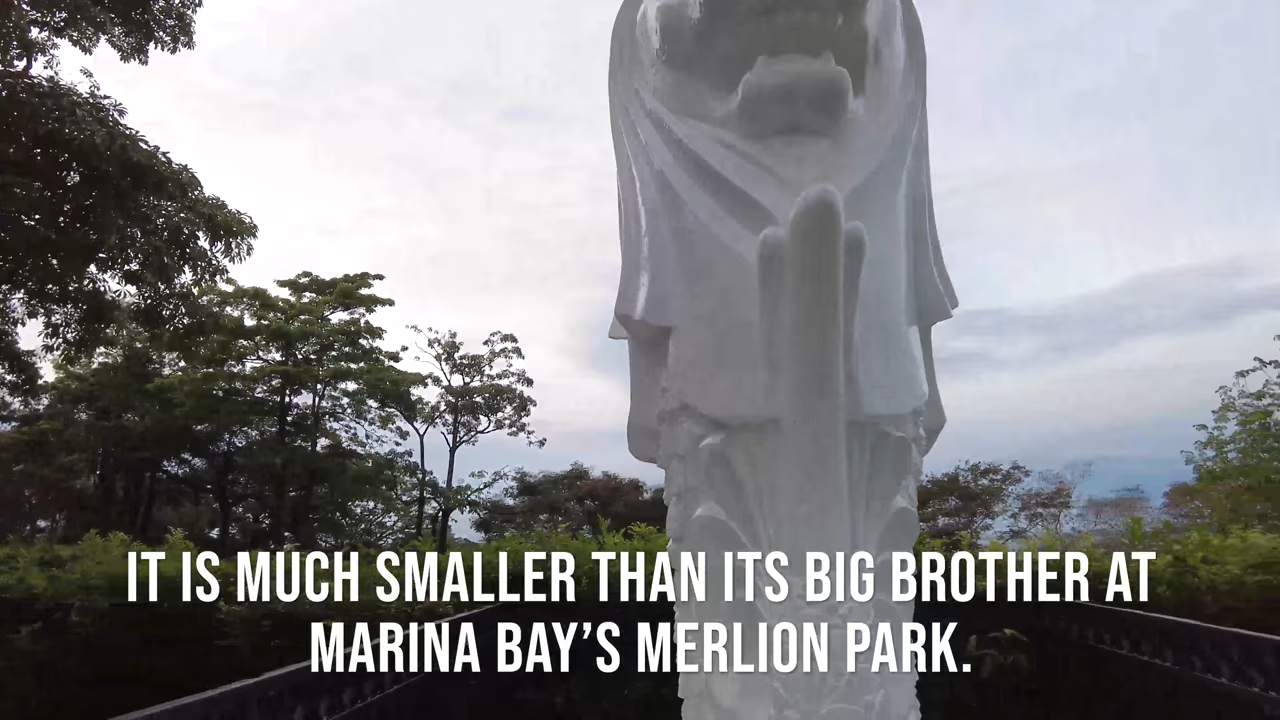 IT IS MUCH SMALLER THAN ITS BIG BROTHER AT
MARINA BAY’S MERLION PARK.